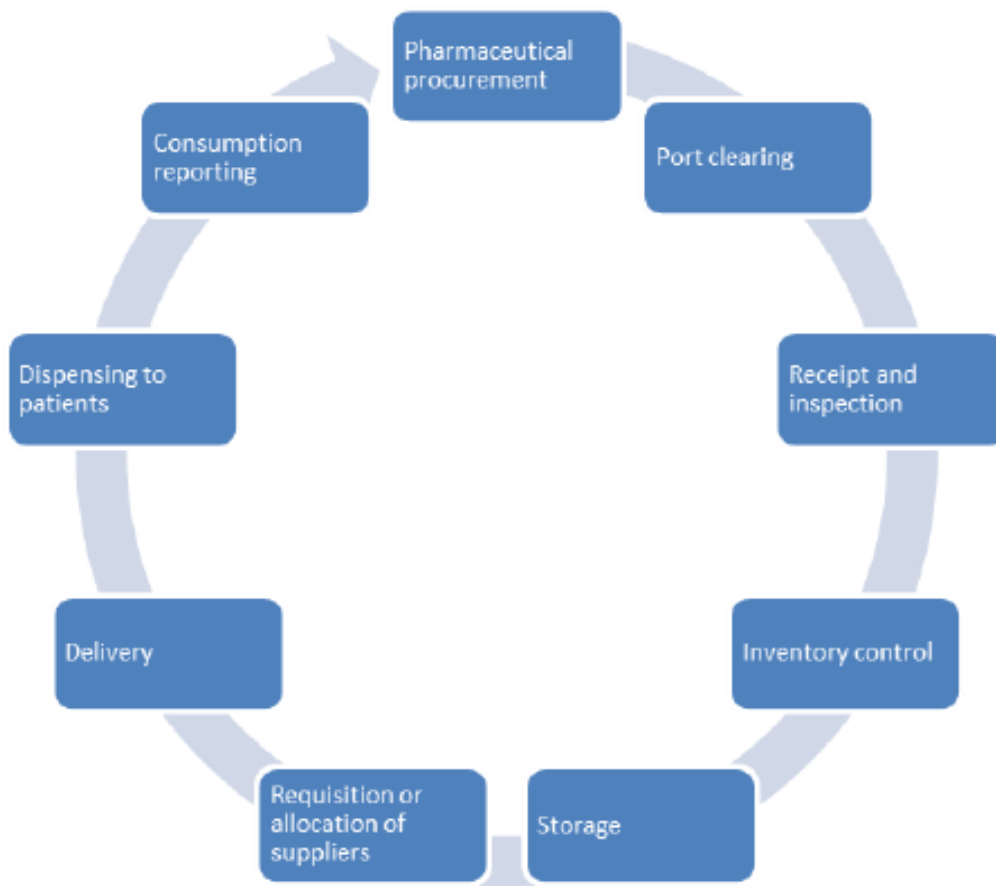 Pharmaceutical
procurement
Port clearing
Receipt and
inspection
Inventory control
Storage
Requisition or
allocation of
suppliers
Delivery
Dispensing to
patients
Consumption
reporting